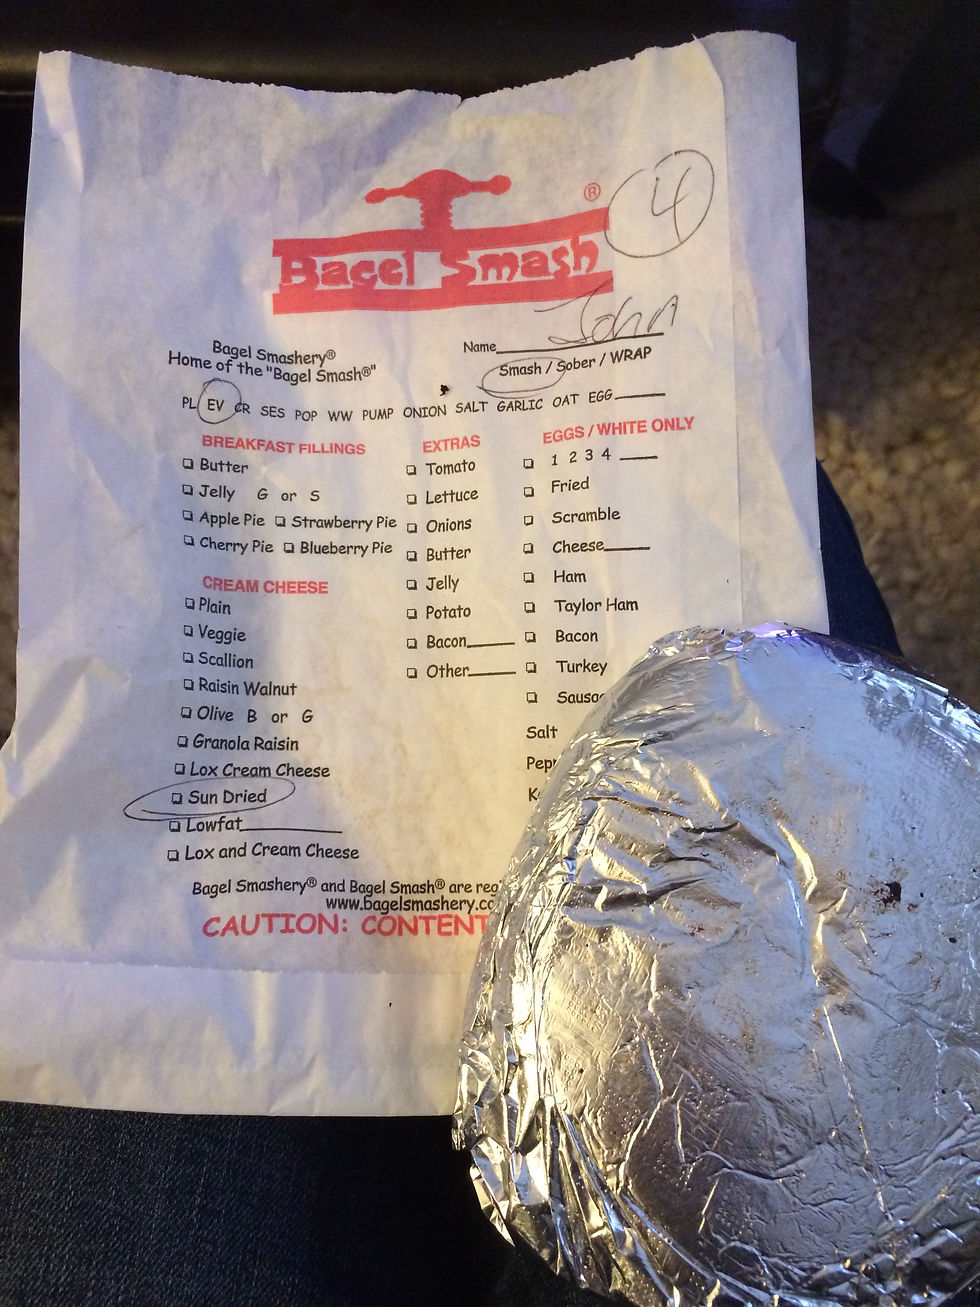 4
Bagel Smash®
John
Bagel Smashery®
Home of the "Bagel Smash®"
Name
Smash / Sober / WRAP
PL EV CR SES POP WW PUMP ONION SALT GARLIC OAT EGG
BREAKFAST FILLINGS
Butter
Jelly G or S
Apple Pie Strawberry Pie
Cherry Pie Blueberry Pie
CREAM CHEESE
Plain
Veggie
Scallion
Raisin Walnut
Olive B or G
Granola Raisin
Lox Cream Cheese
Sun Dried
Lowfat
Lox and Cream Cheese
EXTRAS
Tomato
Lettuce
Onions
Butter
Jelly
Potato
Bacon
Other
EGGS / WHITE ONLY
1 2 3 4
Fried
Scramble
Cheese
Ham
Taylor Ham
Bacon
Turkey
Sausag
Salt
Pepp
K
Bagel Smashery® and Bagel Smash® are reg
www.bagelsmashery.co
CAUTION: CONTENT